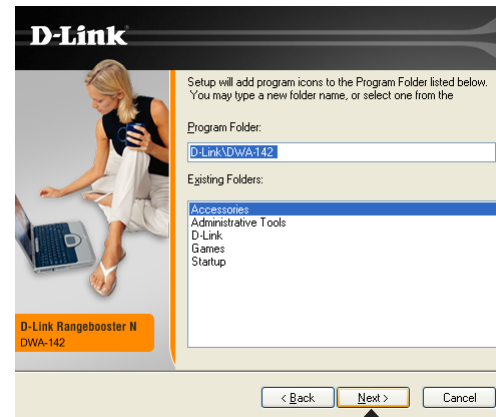 D-Link
Setup will add program icons to the Program Folder listed below.
You may type a new folder name, or select one from the
Program Folder:
D-Link\DWA-142
Existing Folders:
Accessories
Administrative Tools
D-Link
Games
Startup
D-Link Rangebooster N
DWA-142
< Back
Next >
Cancel